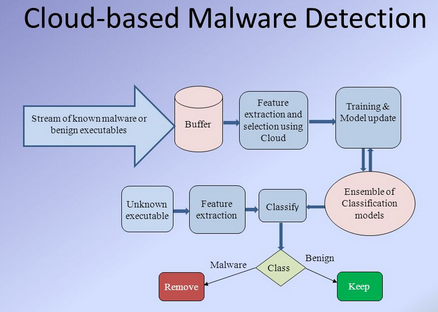 Cloud-based Malware Detection
Stream of known malware or
benign executables
Buffer
Feature
extraction and
selection using
Cloud
Training &
Model update
Unknown
executable
Feature
extraction
Classify
Ensemble of
Classification
models
Malware
Class
Benign
Remove
Keep